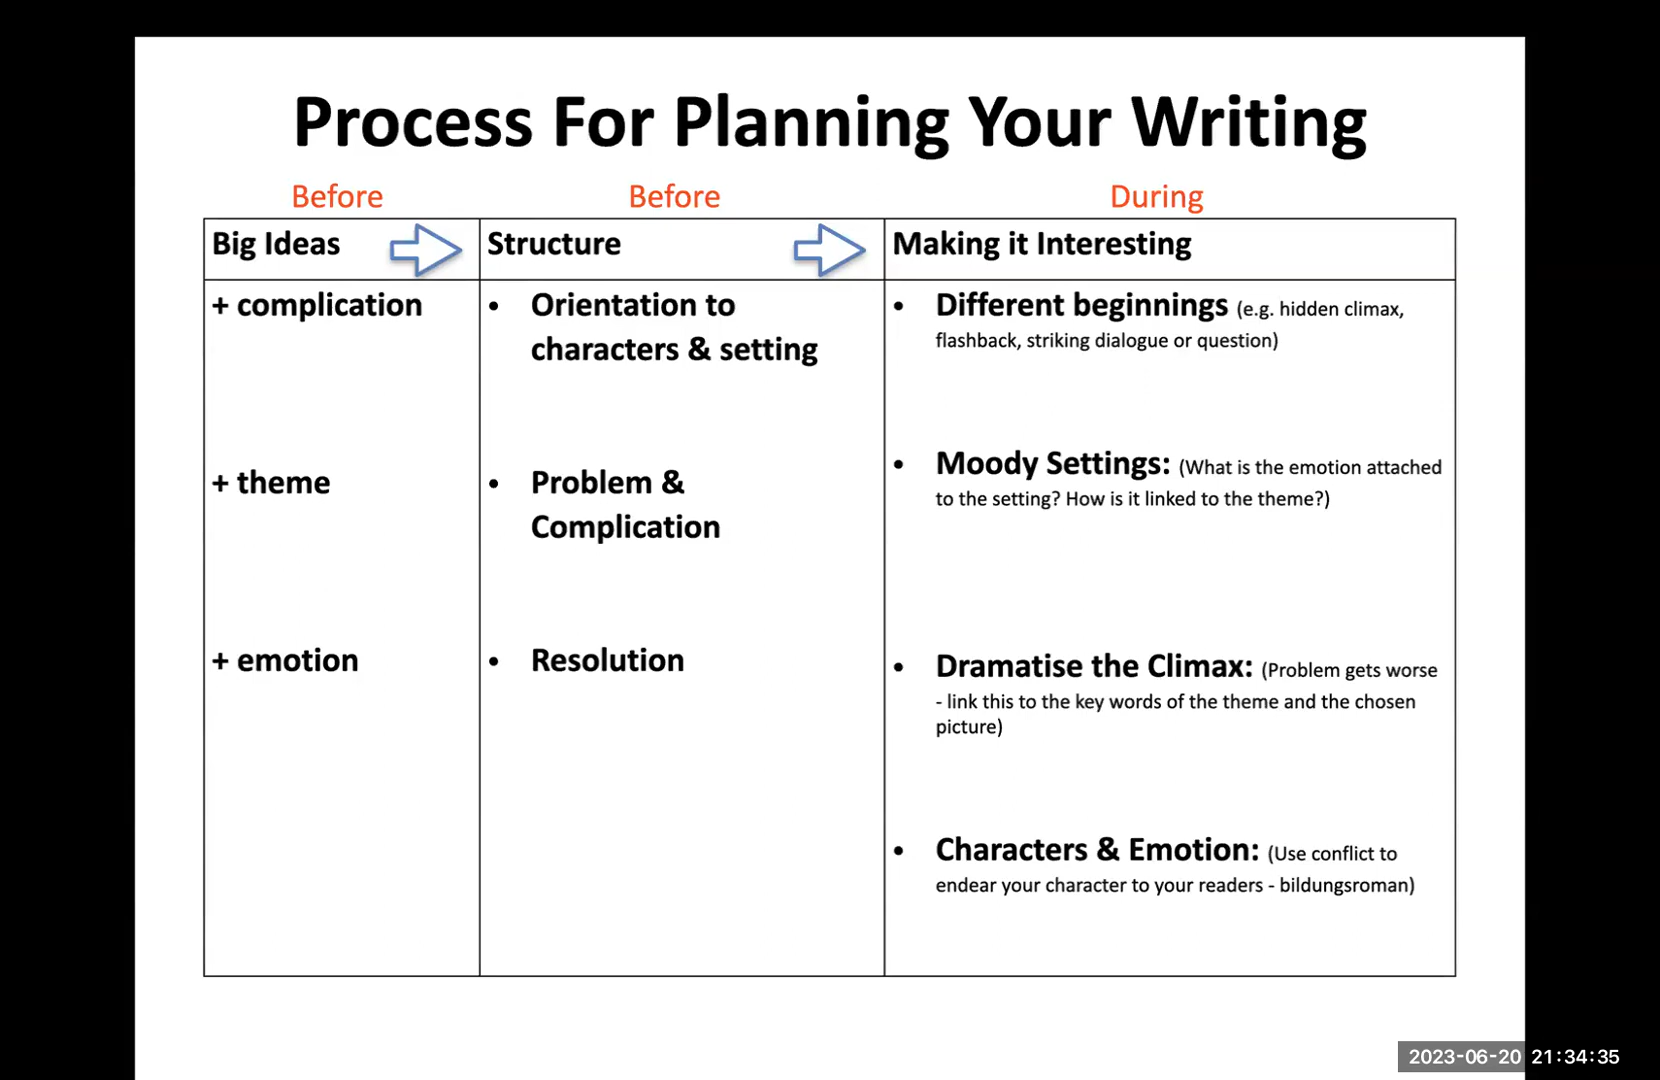 Process For Planning Your Writing
Before
Before
During
Big Ideas
Structure
Making it Interesting
+ complication
+ theme
+ emotion
• Orientation to
characters & setting
• Problem &
Complication
• Resolution
• Different beginnings (e.g. hidden climax,
flashback, striking dialogue or question)
• Moody Settings: (What is the emotion attached
to the setting? How is it linked to the theme?)
• Dramatise the Climax: (Problem gets worse
- link this to the key words of the theme and the chosen
picture)
• Characters & Emotion: (Use conflict to
endear your character to your readers - bildungsroman)
2023-06-20 21:34:35